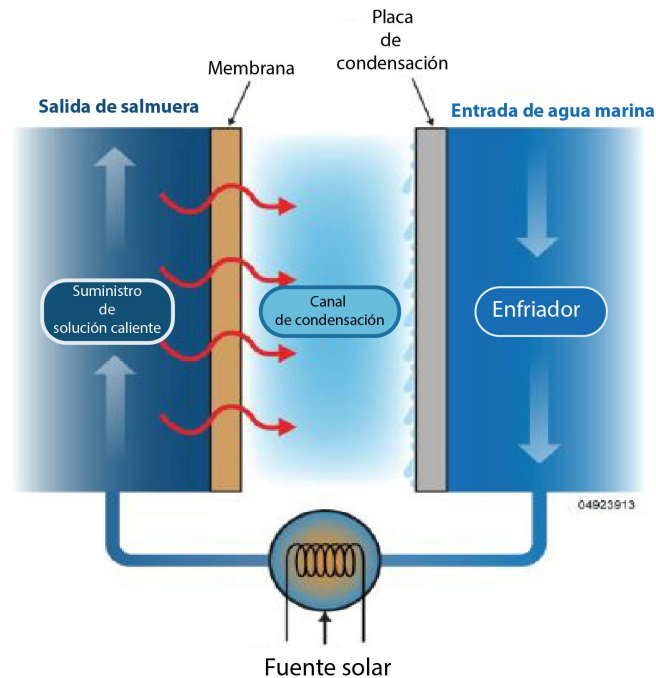 Placa
de
condensación
Membrana
Salida de salmuera
Entrada de agua marina
Suministro
de
solución caliente
Canal
de condensación
Enfriador
04923913
Fuente solar